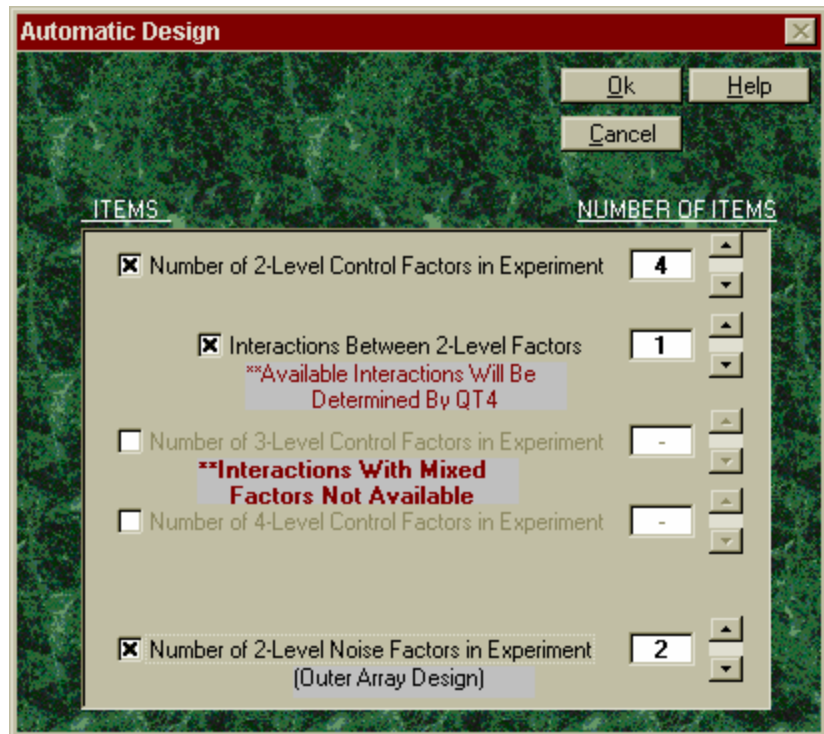 Automatic Design
Ok Help
Cancel
ITEMS NUMBER OF ITEMS
Number of 2-Level Control Factors in Experiment 4
Interactions Between 2-Level Factors 1
**Available Interactions Will Be
Determined By QT4
Number of 3-Level Control Factors in Experiment -
**Interactions With Mixed
Factors Not Available
Number of 4-Level Control Factors in Experiment -
Number of 2-Level Noise Factors in Experiment 2
(Outer Array Design)